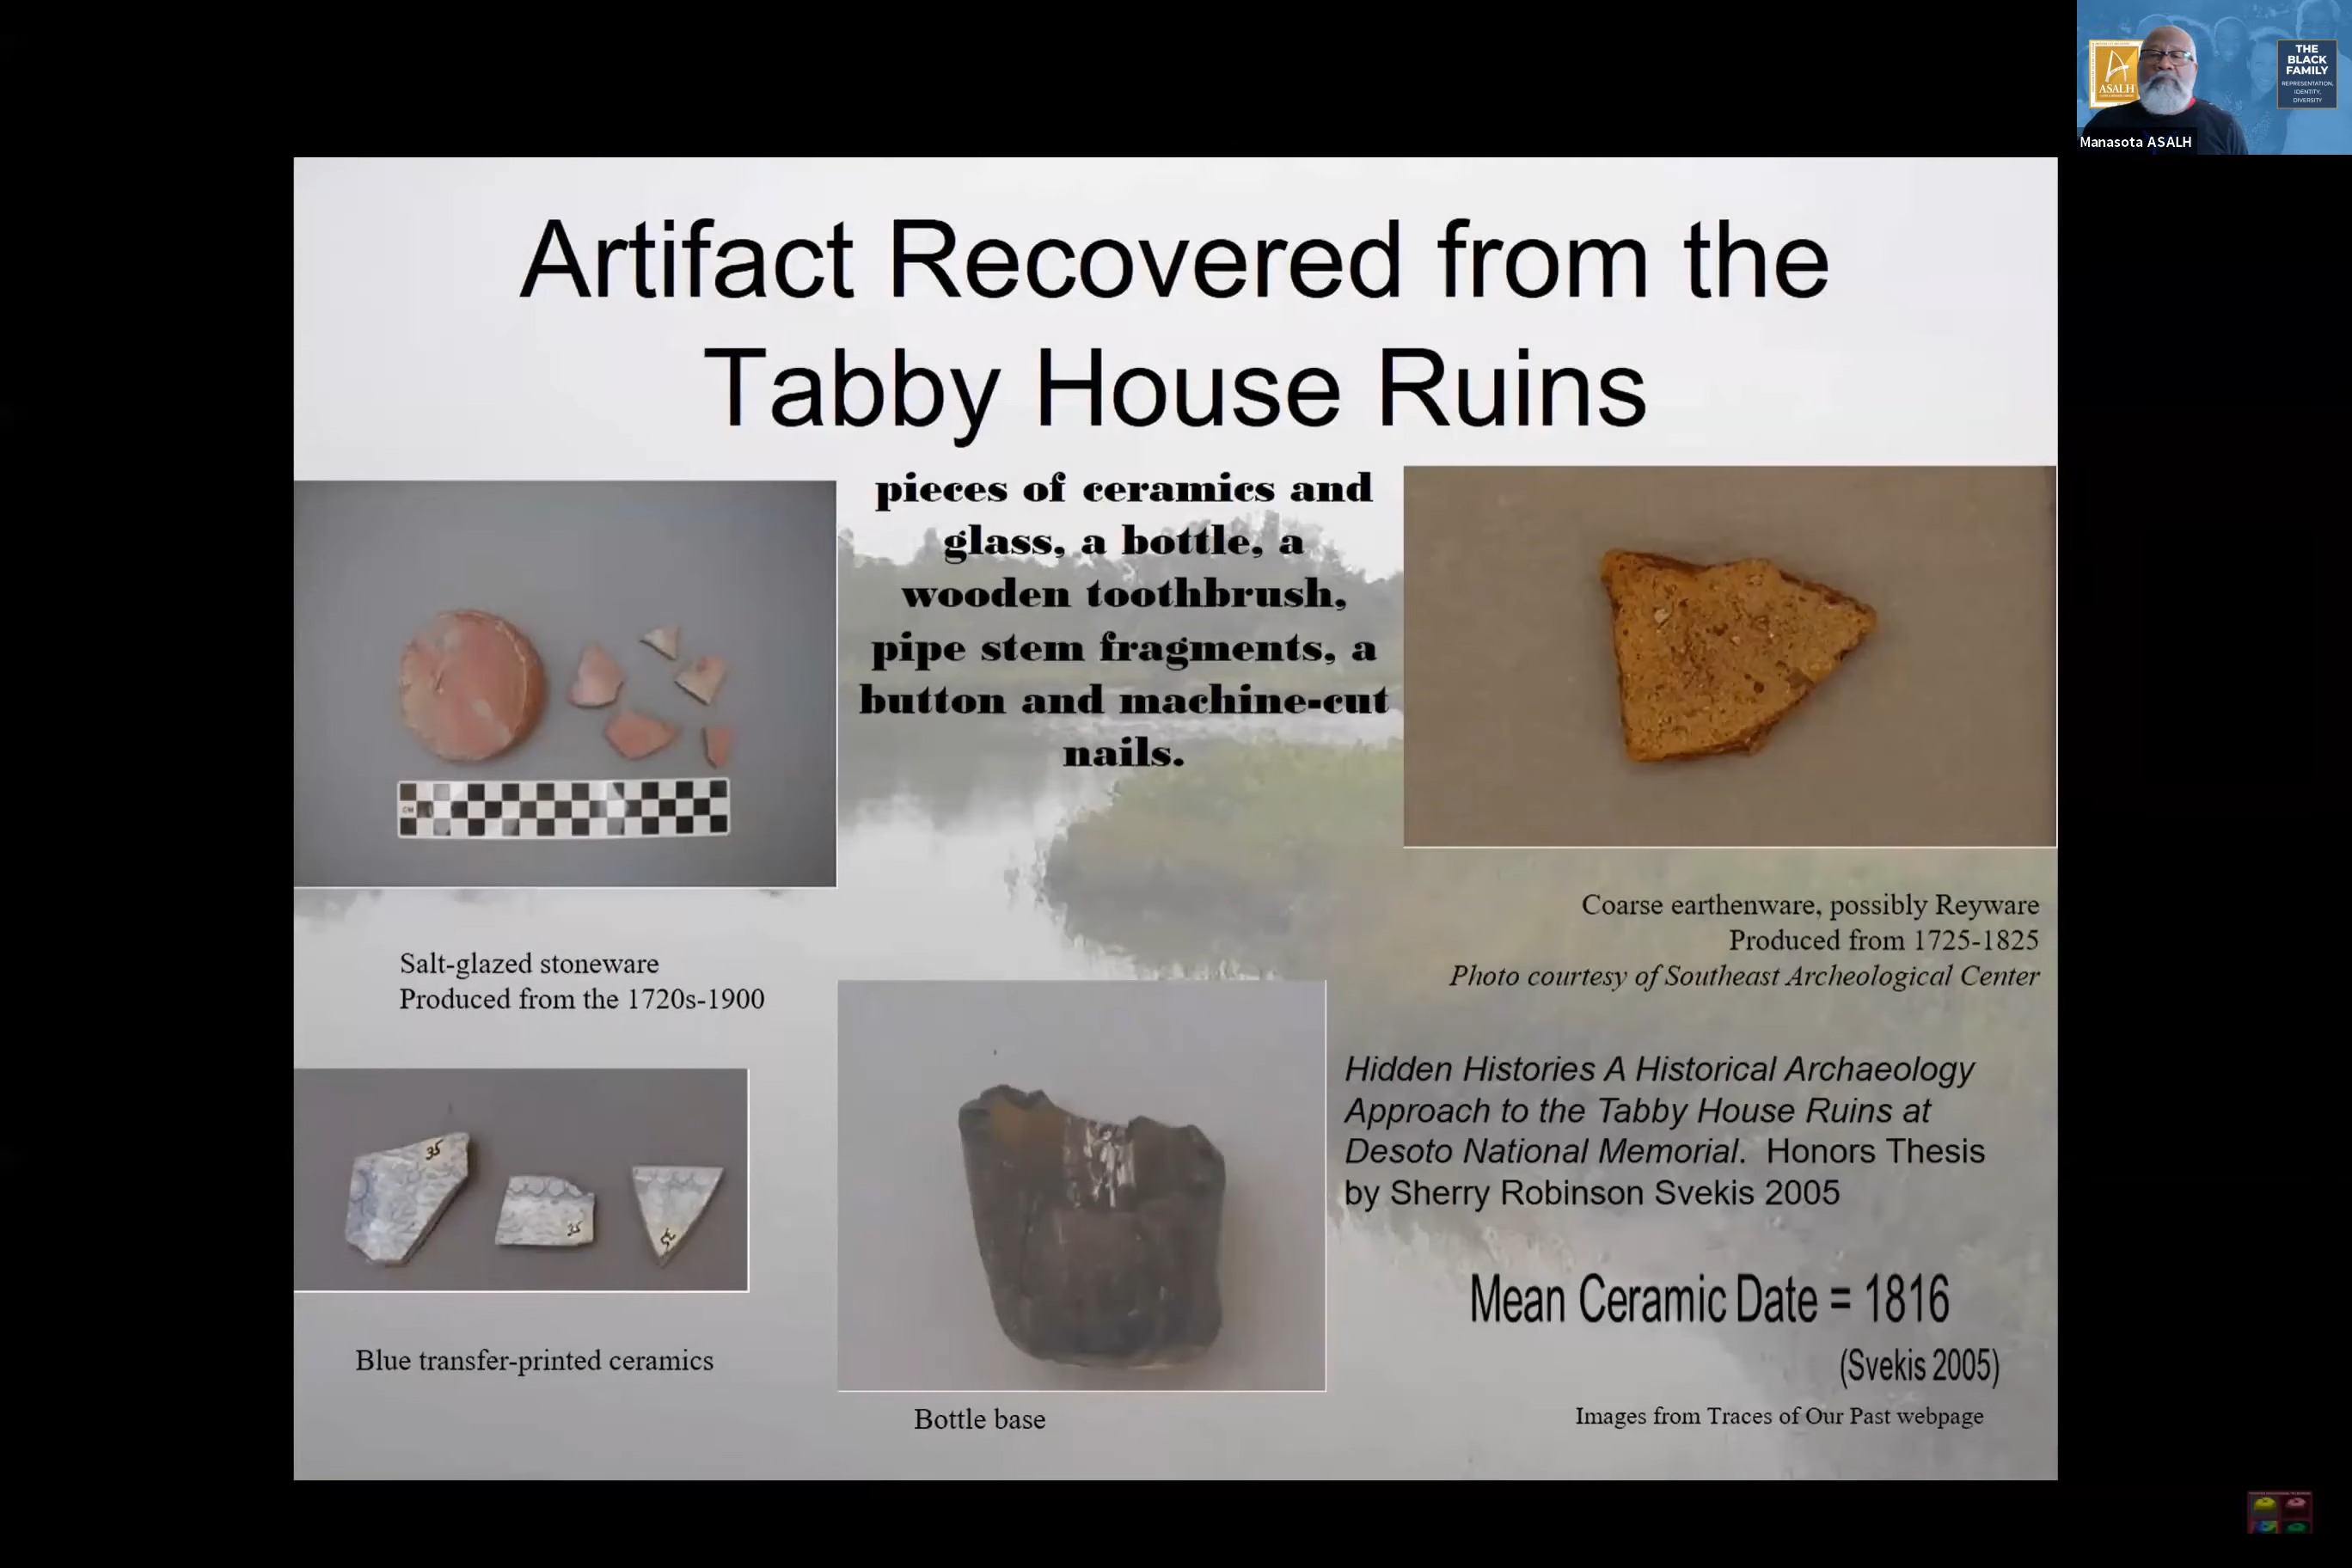 ASALH
THE
BLACK
FAMILY
REPRESENTATION,
IDENTITY,
DIVERSITY
Manasota ASALH
Artifact Recovered from the
Tabby House Ruins
pieces of ceramics and
glass, a bottle, a
wooden toothbrush,
pipe stem fragments, a
button and machine-cut
nails.
CM
Salt-glazed stoneware
Produced from the 1720s-1900
Coarse earthenware, possibly Reyware
Produced from 1725-1825
Photo courtesy of Southeast Archeological Center
35
35
35
Blue transfer-printed ceramics
Bottle base
Hidden Histories A Historical Archaeology
Approach to the Tabby House Ruins at
Desoto National Memorial.  Honors Thesis
by Sherry Robinson Svekis 2005
Mean Ceramic Date = 1816
(Svekis 2005)
Images from Traces of Our Past webpage